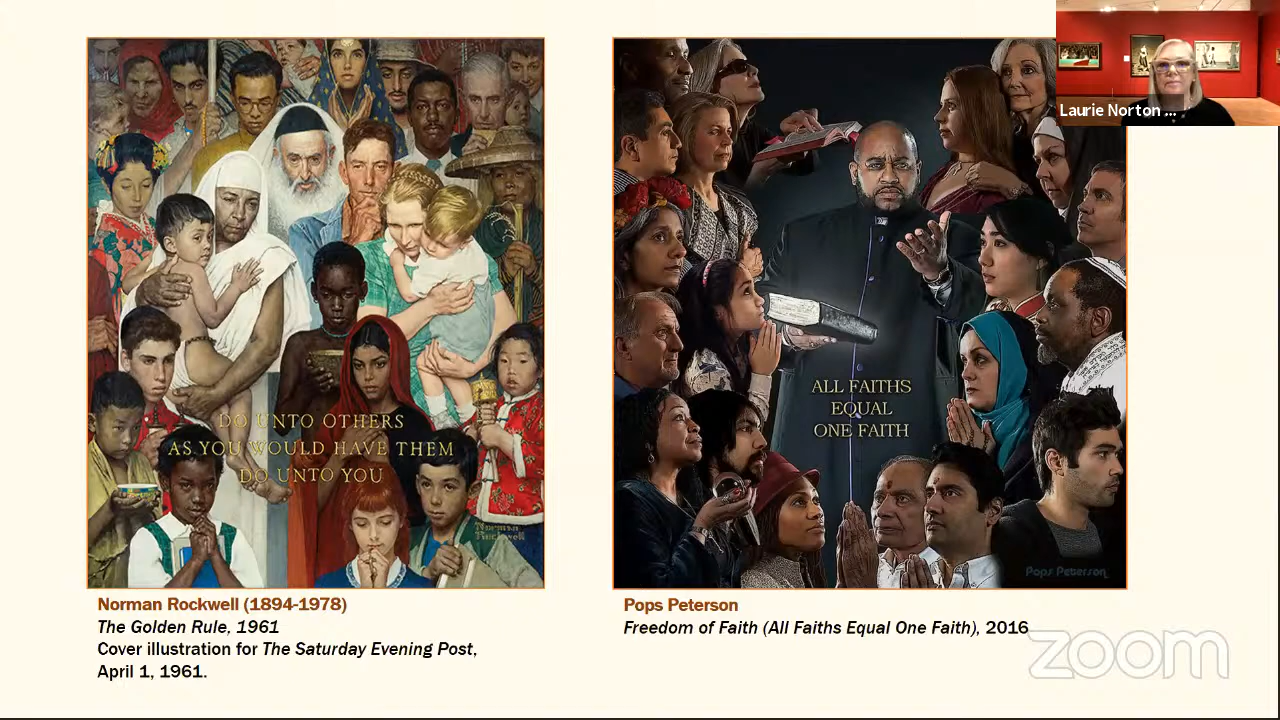 Laurie Norton ...
DO UNTO OTHERS
AS YOU WOULD HAVE THEM
DO UNTO YOU
Norman
Rockwell
ALL FAITHS
EQUAL
ONE FAITH
Pops Peterson
Norman Rockwell (1894-1978)
The Golden Rule, 1961
Cover illustration for The Saturday Evening Post,
April 1, 1961.
Pops Peterson
Freedom of Faith (All Faiths Equal One Faith), 2016
zoom